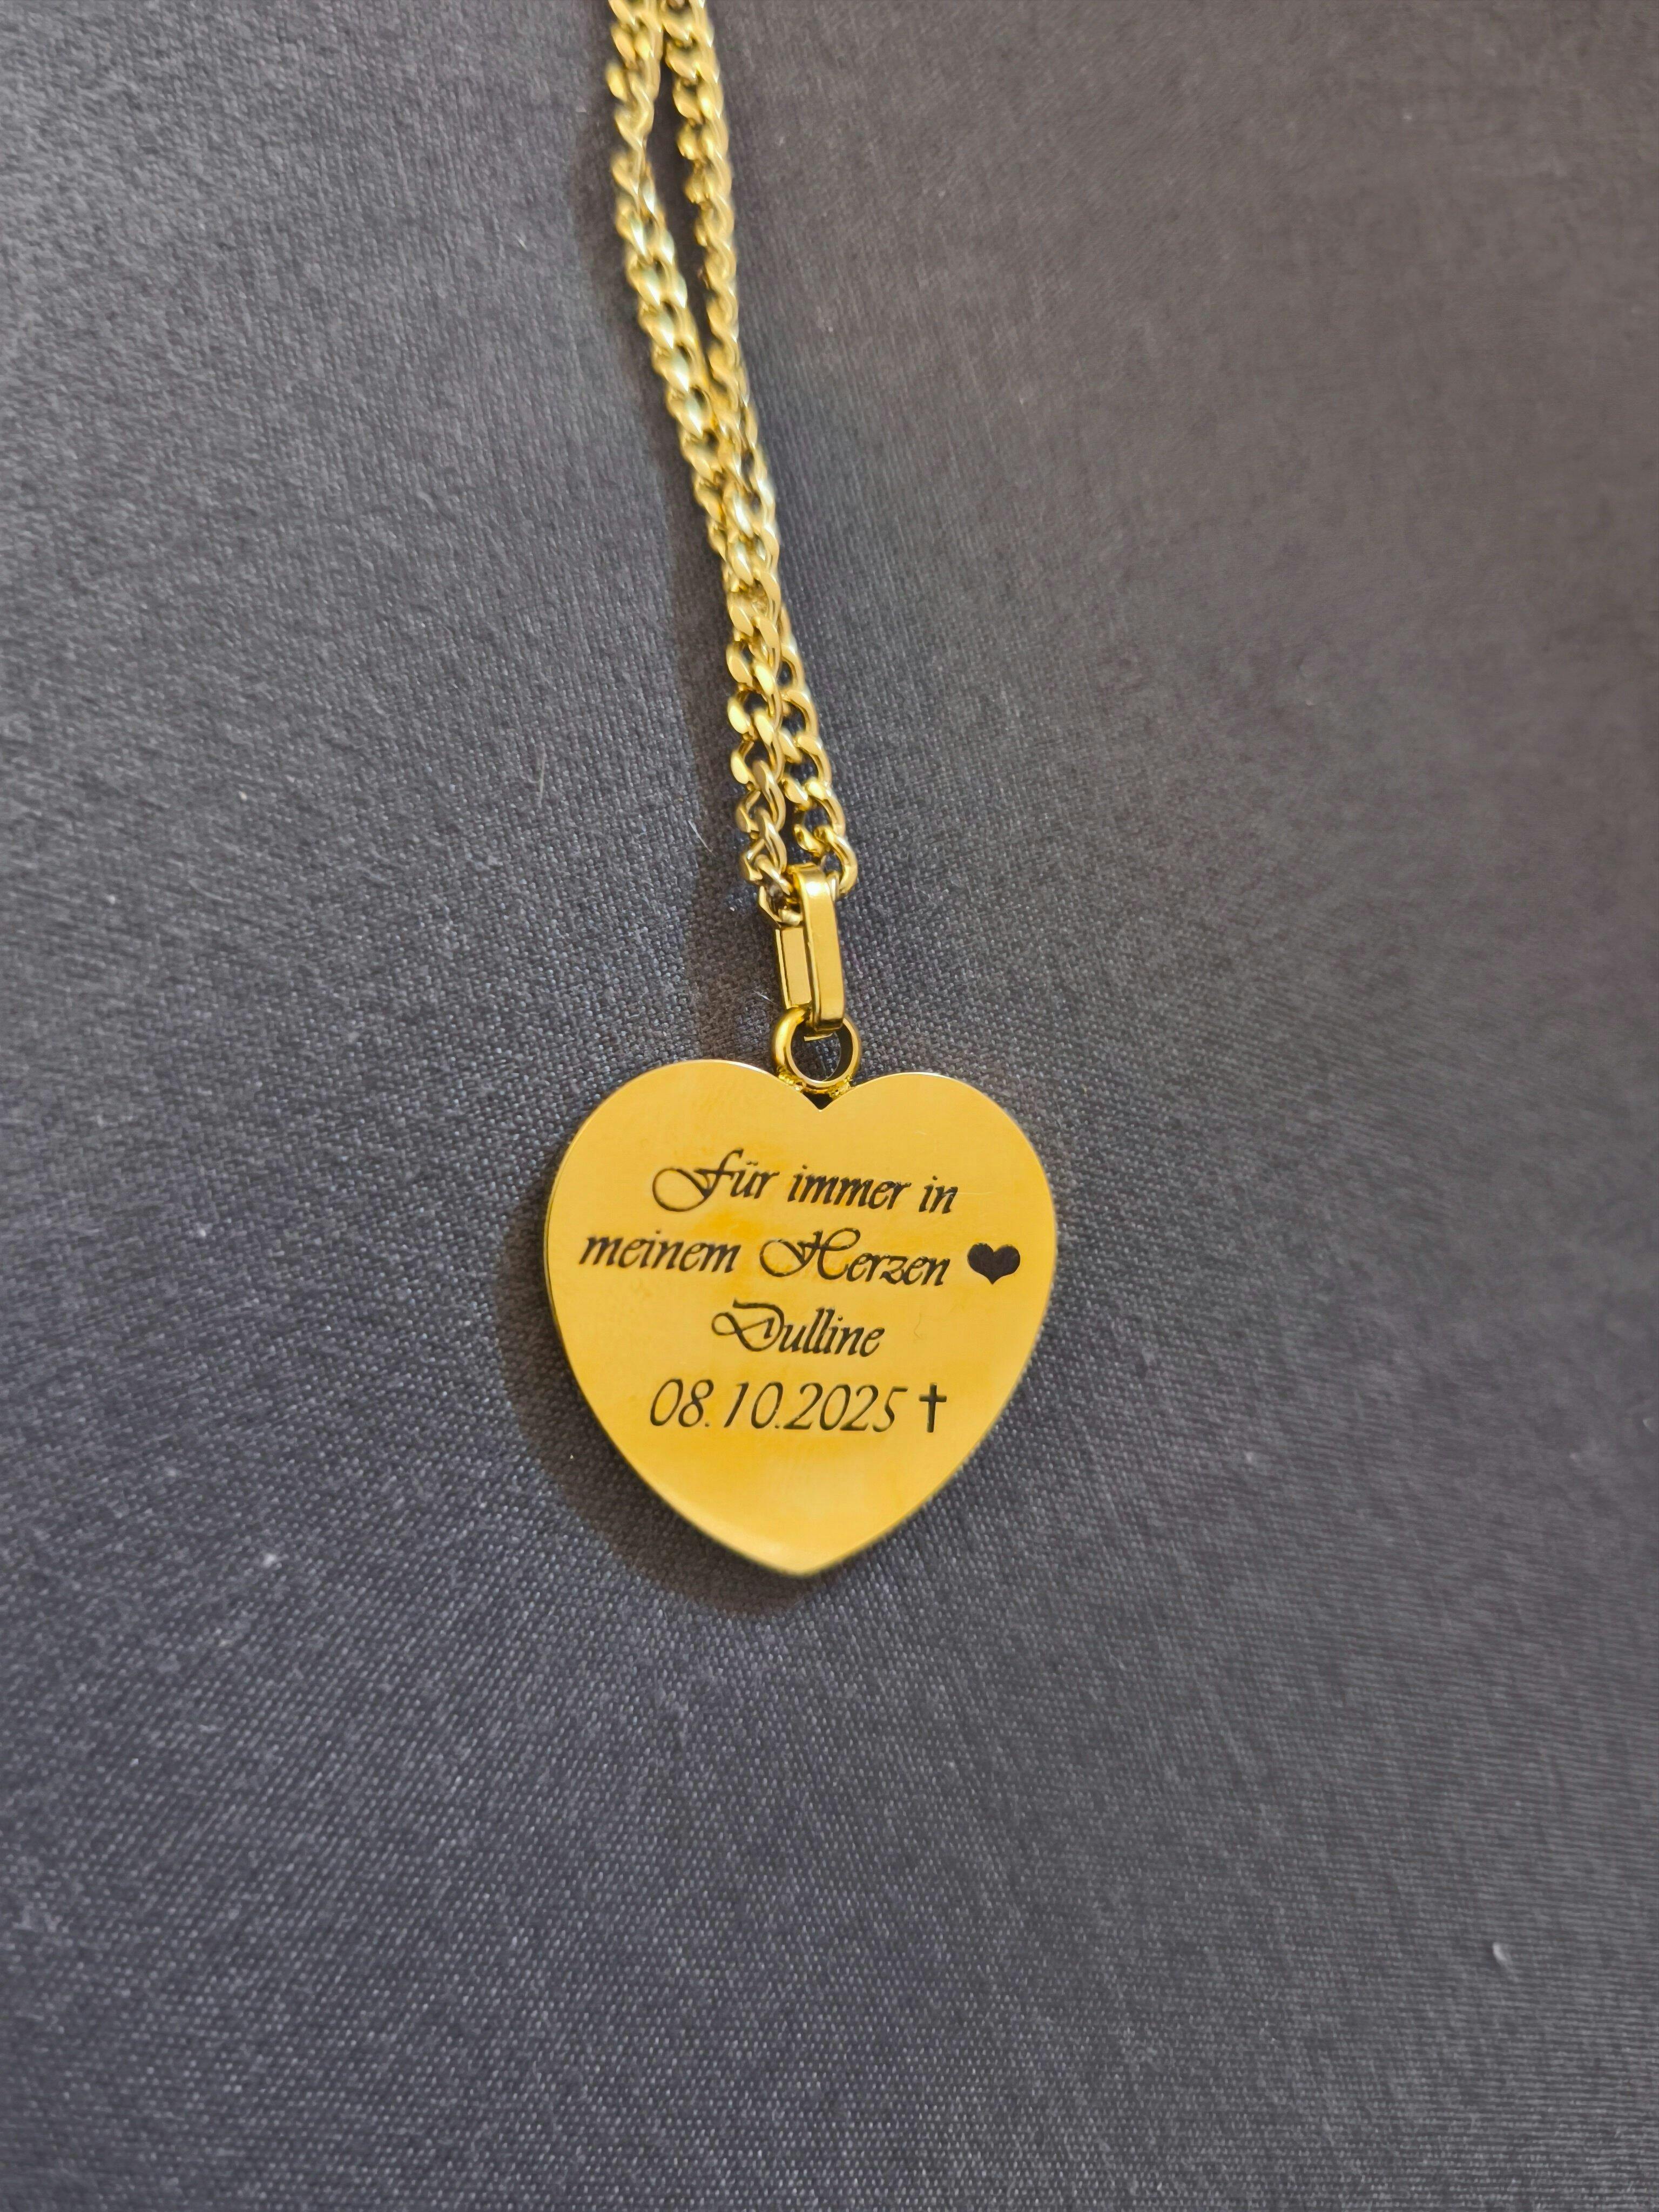 Für immer in
meinem Herzen ♥
Dulline
08.10.2025 ✝